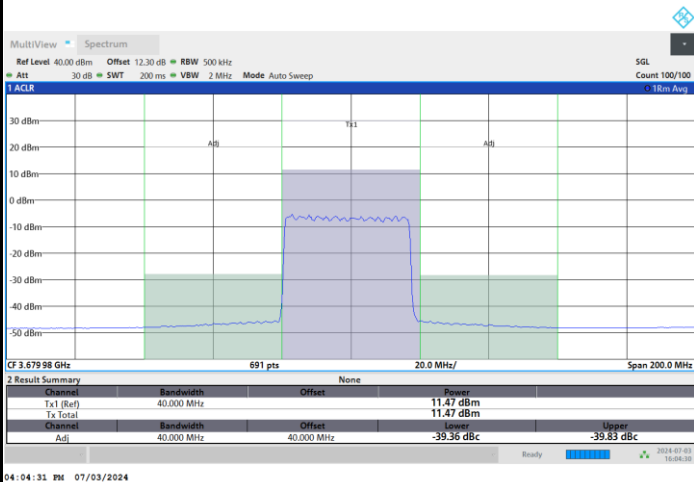 MultiView Spectrum
Ref Level 40.00 dBm Offset 12.30 dB RBW 500 kHz SGL
Att 30 dB SWT 200 ms VBW 2 MHz Mode Auto Sweep Count 100/100
1 ACLR 1Rm Avg
30 dBm
Tx1
20 dBm
Adj Adj
10 dBm
0 dBm
-10 dBm
-20 dBm
-30 dBm
-40 dBm
-50 dBm
CF 3.679 98 GHz 691 pts 20.0 MHz/ Span 200.0 MHz
2 Result Summary None
Channel Bandwidth Offset Power
Tx1 (Ref) 40.000 MHz 11.47 dBm
Tx Total 11.47 dBm
Channel Bandwidth Offset Lower Upper
Adj 40.000 MHz 40.000 MHz -39.36 dBc -39.83 dBc
Ready 2024-07-03
16:04:30
04:04:31 PM 07/03/2024